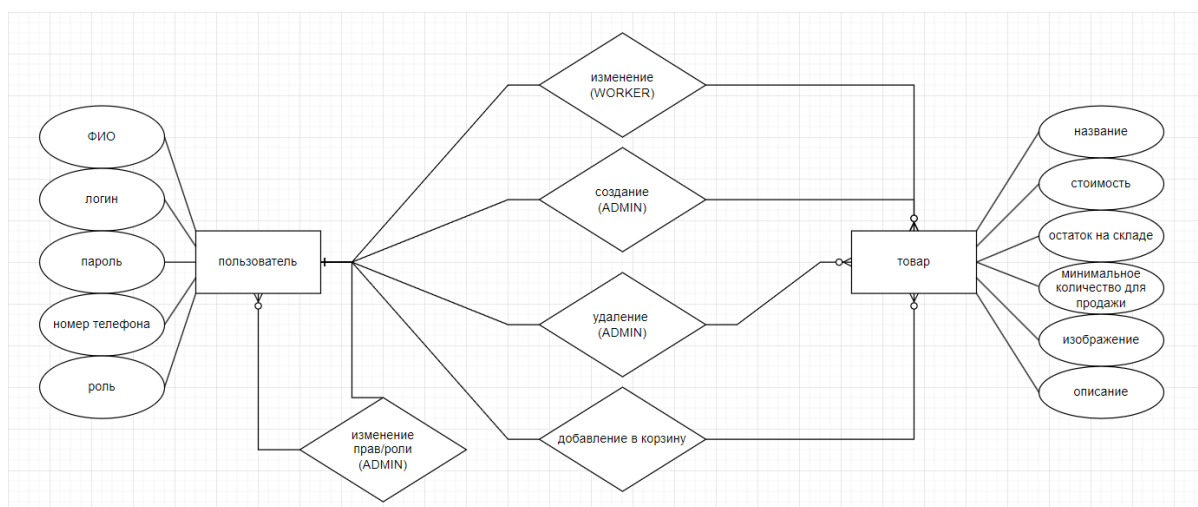 ФИО
логин
пароль
номер телефона
роль
пользователь
изменение
(WORKER)
создание
(ADMIN)
удаление
(ADMIN)
добавление в корзину
изменение
прав/роли
(ADMIN)
товар
название
стоимость
остаток на складе
минимальное
количество для
продажи
изображение
описание